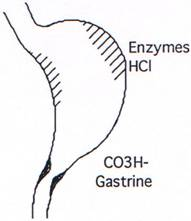 Enzymes
HCl
CO3H-
Gastrine